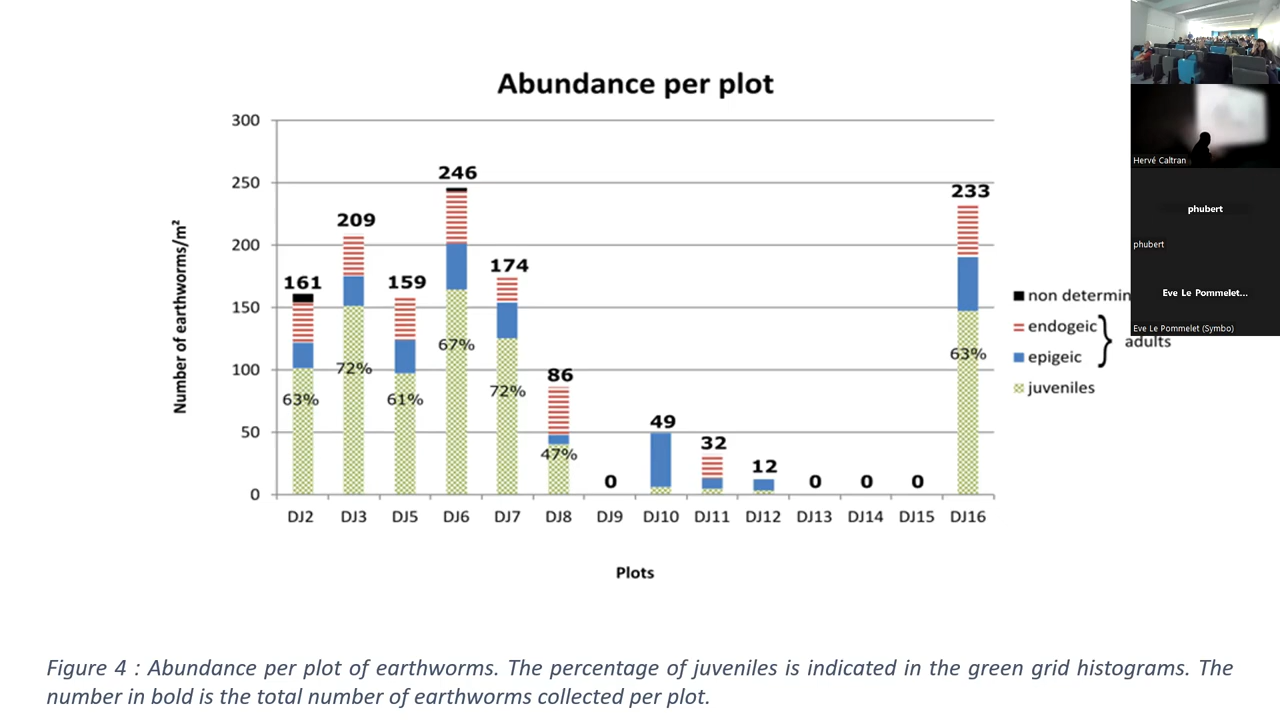 Abundance per plot
Number of earthworms/m²
300
250
200
150
100
50
0
161
209
159
246
174
86
0
49
32
12
0
0
0
233
63%
72%
61%
67%
72%
47%
63%
DJ2 DJ3 DJ5 DJ6 DJ7 DJ8 DJ9 DJ10 DJ11 DJ12 DJ13 DJ14 DJ15 DJ16
Plots
non determin
endogeic
epigeic
adults
juveniles
Hervé Caltran
phubert
phubert
Eve Le Pommelet...
Eve Le Pommelet (Symbo)
Figure 4 : Abundance per plot of earthworms. The percentage of juveniles is indicated in the green grid histograms. The
number in bold is the total number of earthworms collected per plot.